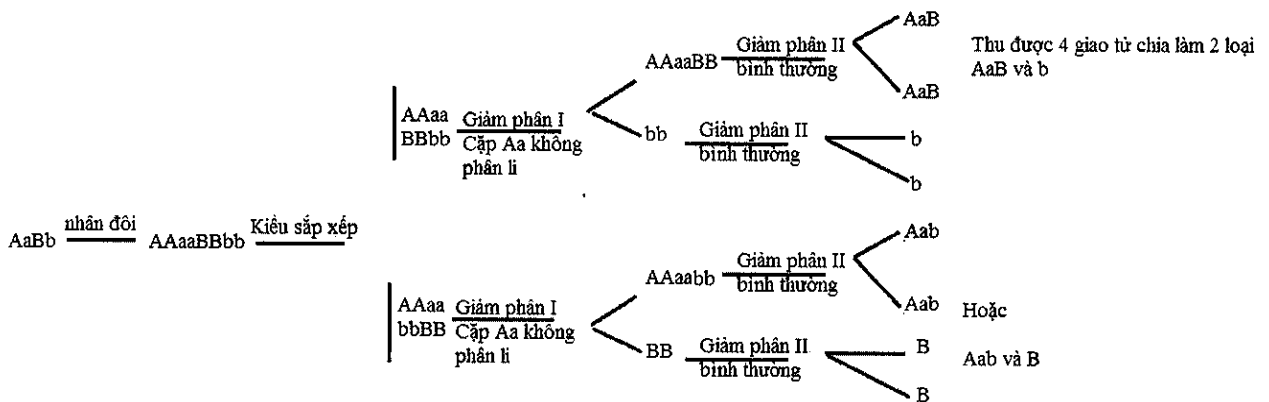 AaB
Giảm phân II
AAaaBB
bình thường
Thu được 4 giao tử chia làm 2 loại
AaB và b
AaB
AAaa
BBbb
Giảm phân I
Cặp Aa không
phân li
bb
Giảm phân II
bình thường
b
b
AaBb
nhân đôi
AAaaBBbb
Kiểu sắp xếp
Aab
Giảm phân II
AAaabb
bình thường
Aab
Hoặc
AAaa
bbBB
Giảm phân I
Cặp Aa không
phân li
BB
Giảm phân II
bình thường
B
Aab và B
B